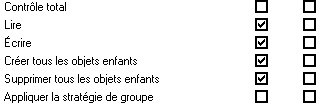 Contrôle total
Lire
Écrire
Créer tous les objets enfants
Supprimer tous les objets enfants
Appliquer la stratégie de groupe